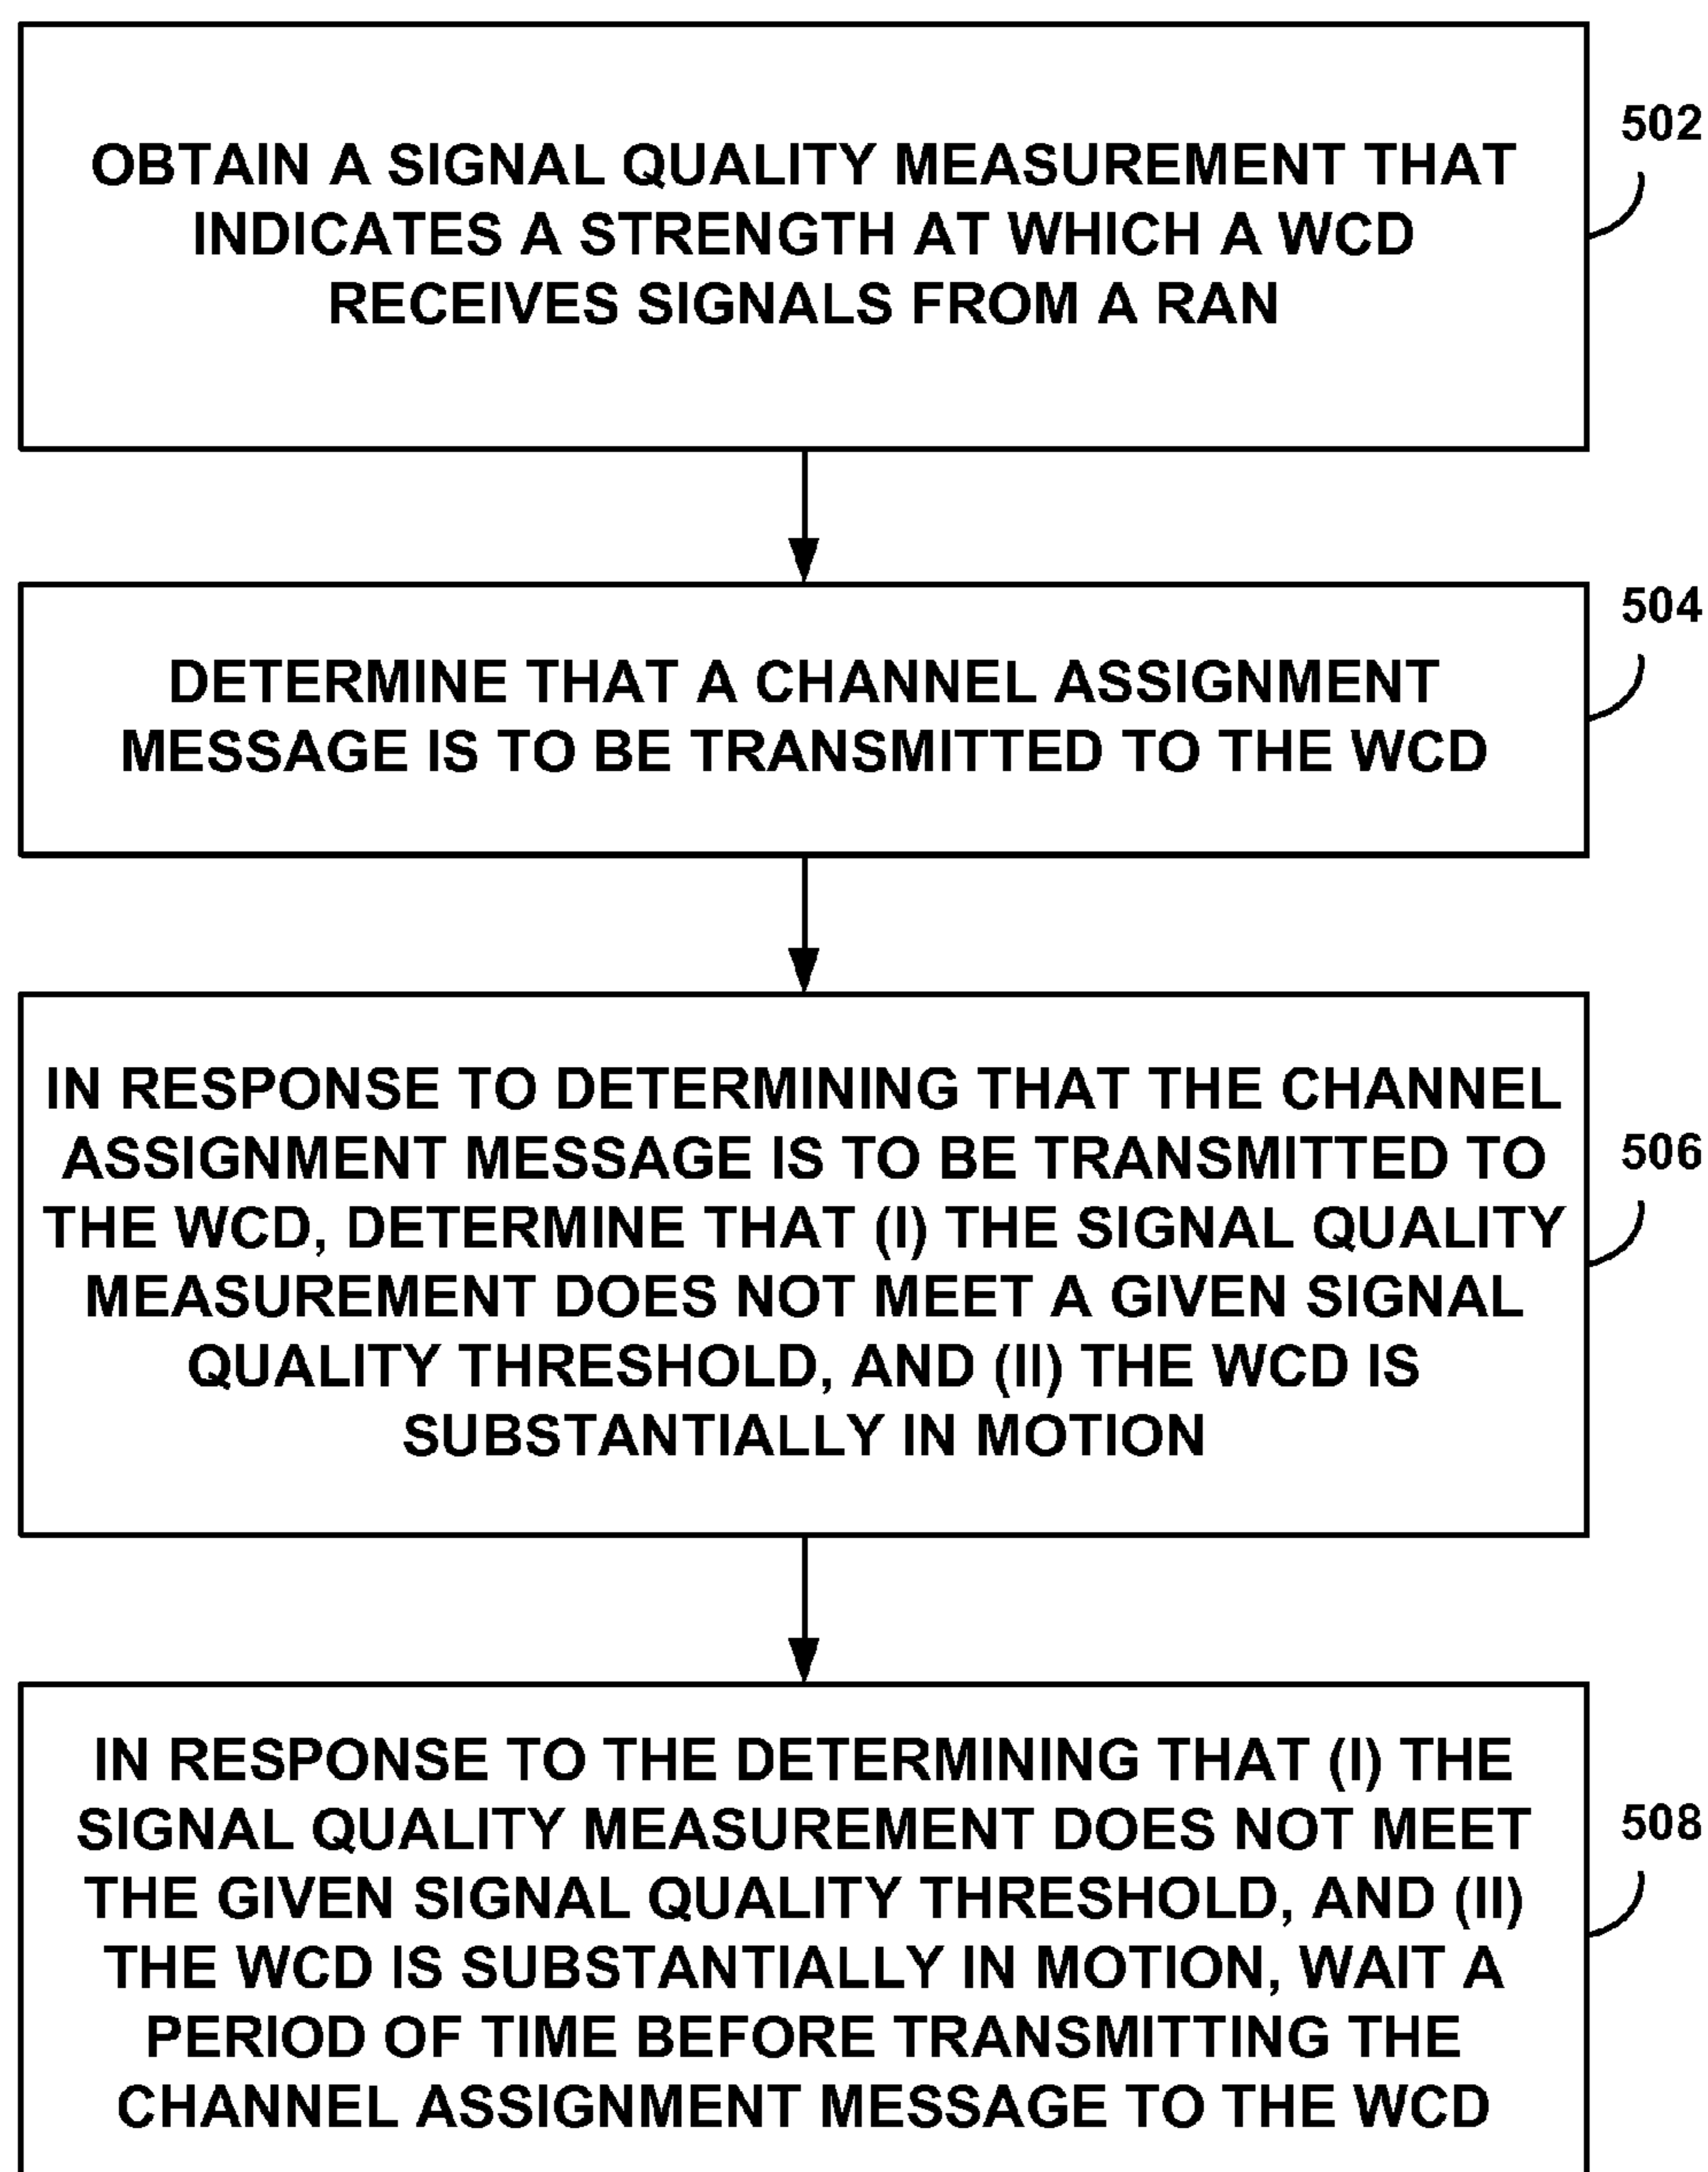 OBTAIN A SIGNAL QUALITY MEASUREMENT THAT
INDICATES A STRENGTH AT WHICH A WCD
RECEIVES SIGNALS FROM A RAN
502
DETERMINE THAT A CHANNEL ASSIGNMENT
MESSAGE IS TO BE TRANSMITTED TO THE WCD
504
IN RESPONSE TO DETERMINING THAT THE CHANNEL
ASSIGNMENT MESSAGE IS TO BE TRANSMITTED TO
THE WCD, DETERMINE THAT (I) THE SIGNAL QUALITY
MEASUREMENT DOES NOT MEET A GIVEN SIGNAL
QUALITY THRESHOLD, AND (II) THE WCD IS
SUBSTANTIALLY IN MOTION
506
IN RESPONSE TO THE DETERMINING THAT (I) THE
SIGNAL QUALITY MEASUREMENT DOES NOT MEET
THE GIVEN SIGNAL QUALITY THRESHOLD, AND (II)
THE WCD IS SUBSTANTIALLY IN MOTION, WAIT A
PERIOD OF TIME BEFORE TRANSMITTING THE
CHANNEL ASSIGNMENT MESSAGE TO THE WCD
508